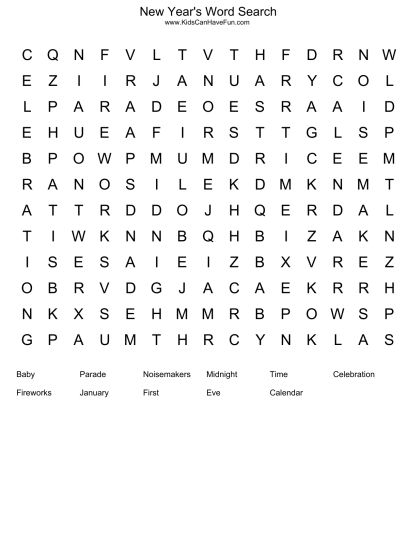 New Year's Word Search
www.KidsCanHaveFun.com
C Q N F V L T V T H F D R N W
E Z I I R J A N U A R Y C O L
L P A R A D E O E S R A A I D
E H U E A F I R S T T G L S P
B P O W P M U M D R I C E E M
R A N O S I L E K D M K N M T
A T T R D D O J H Q E R D A L
T I W K N N B Q H B I Z A K N
I S E S A I E I Z B X V R E Z
O B R V D G J A C A E K R R H
N K X S E H M M R B P O W S P
G P A U M T H R C Y N K L A S
Baby Parade Noisemakers Midnight Time Celebration
Fireworks January First Eve Calendar